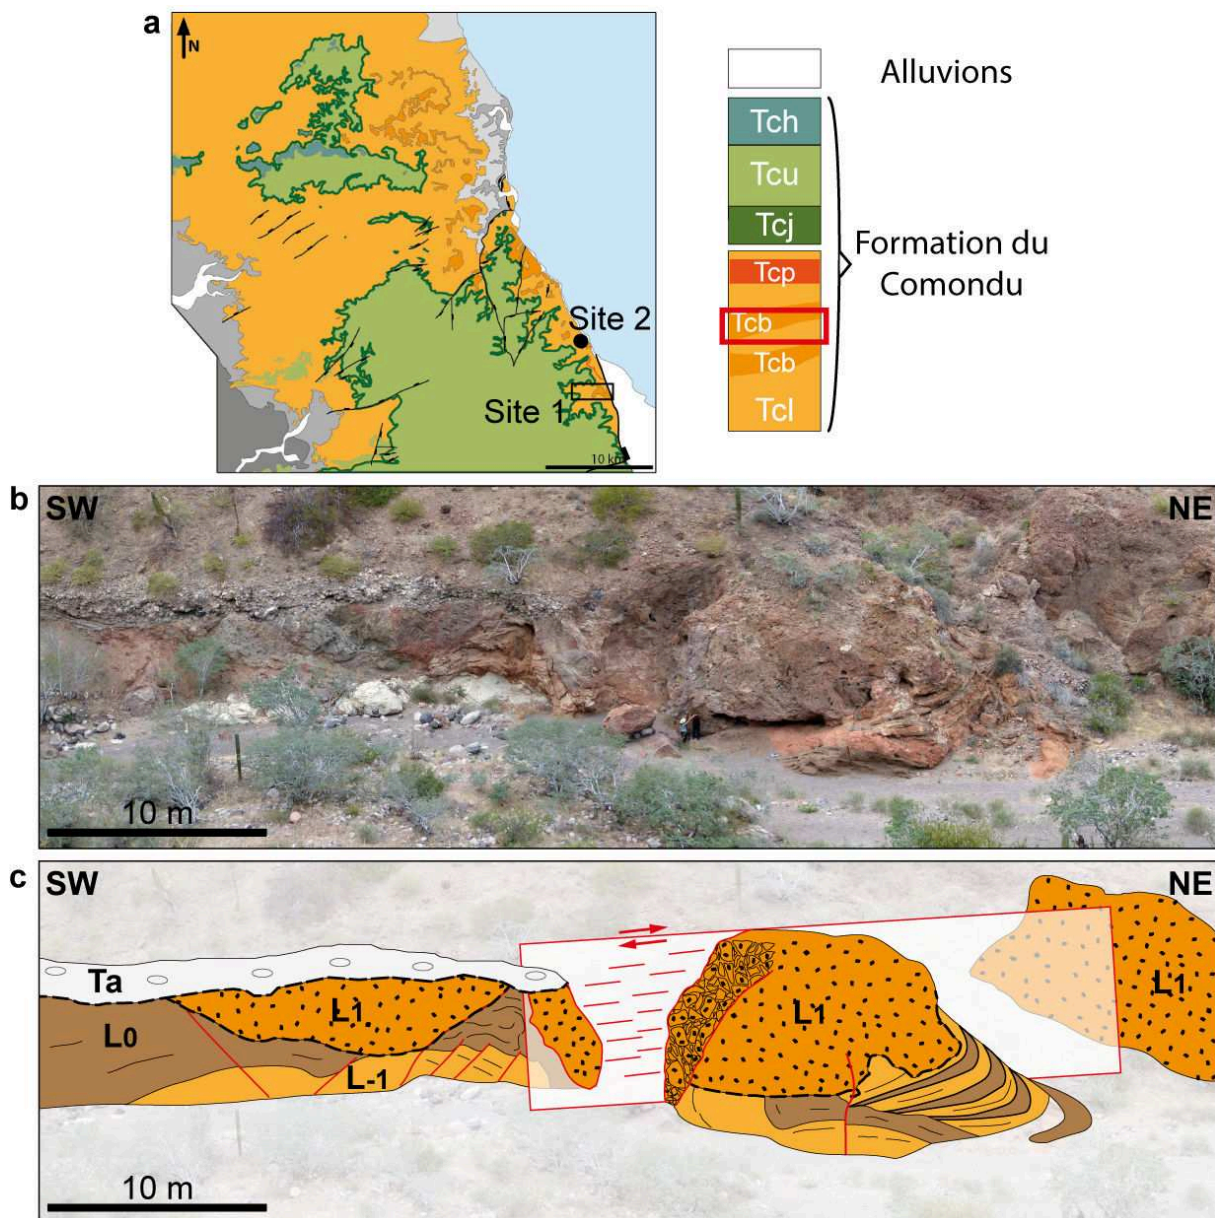 a
N
Site 2
Site 1
10 km
Alluvions
Tch
Tcu
Tcj
Tcp
Tcb
Tcb
Tcl
Formation du
Comondu
b
SW
NE
10 m
c
SW
NE
Ta
L1
L0
L-1
L1
L1
10 m